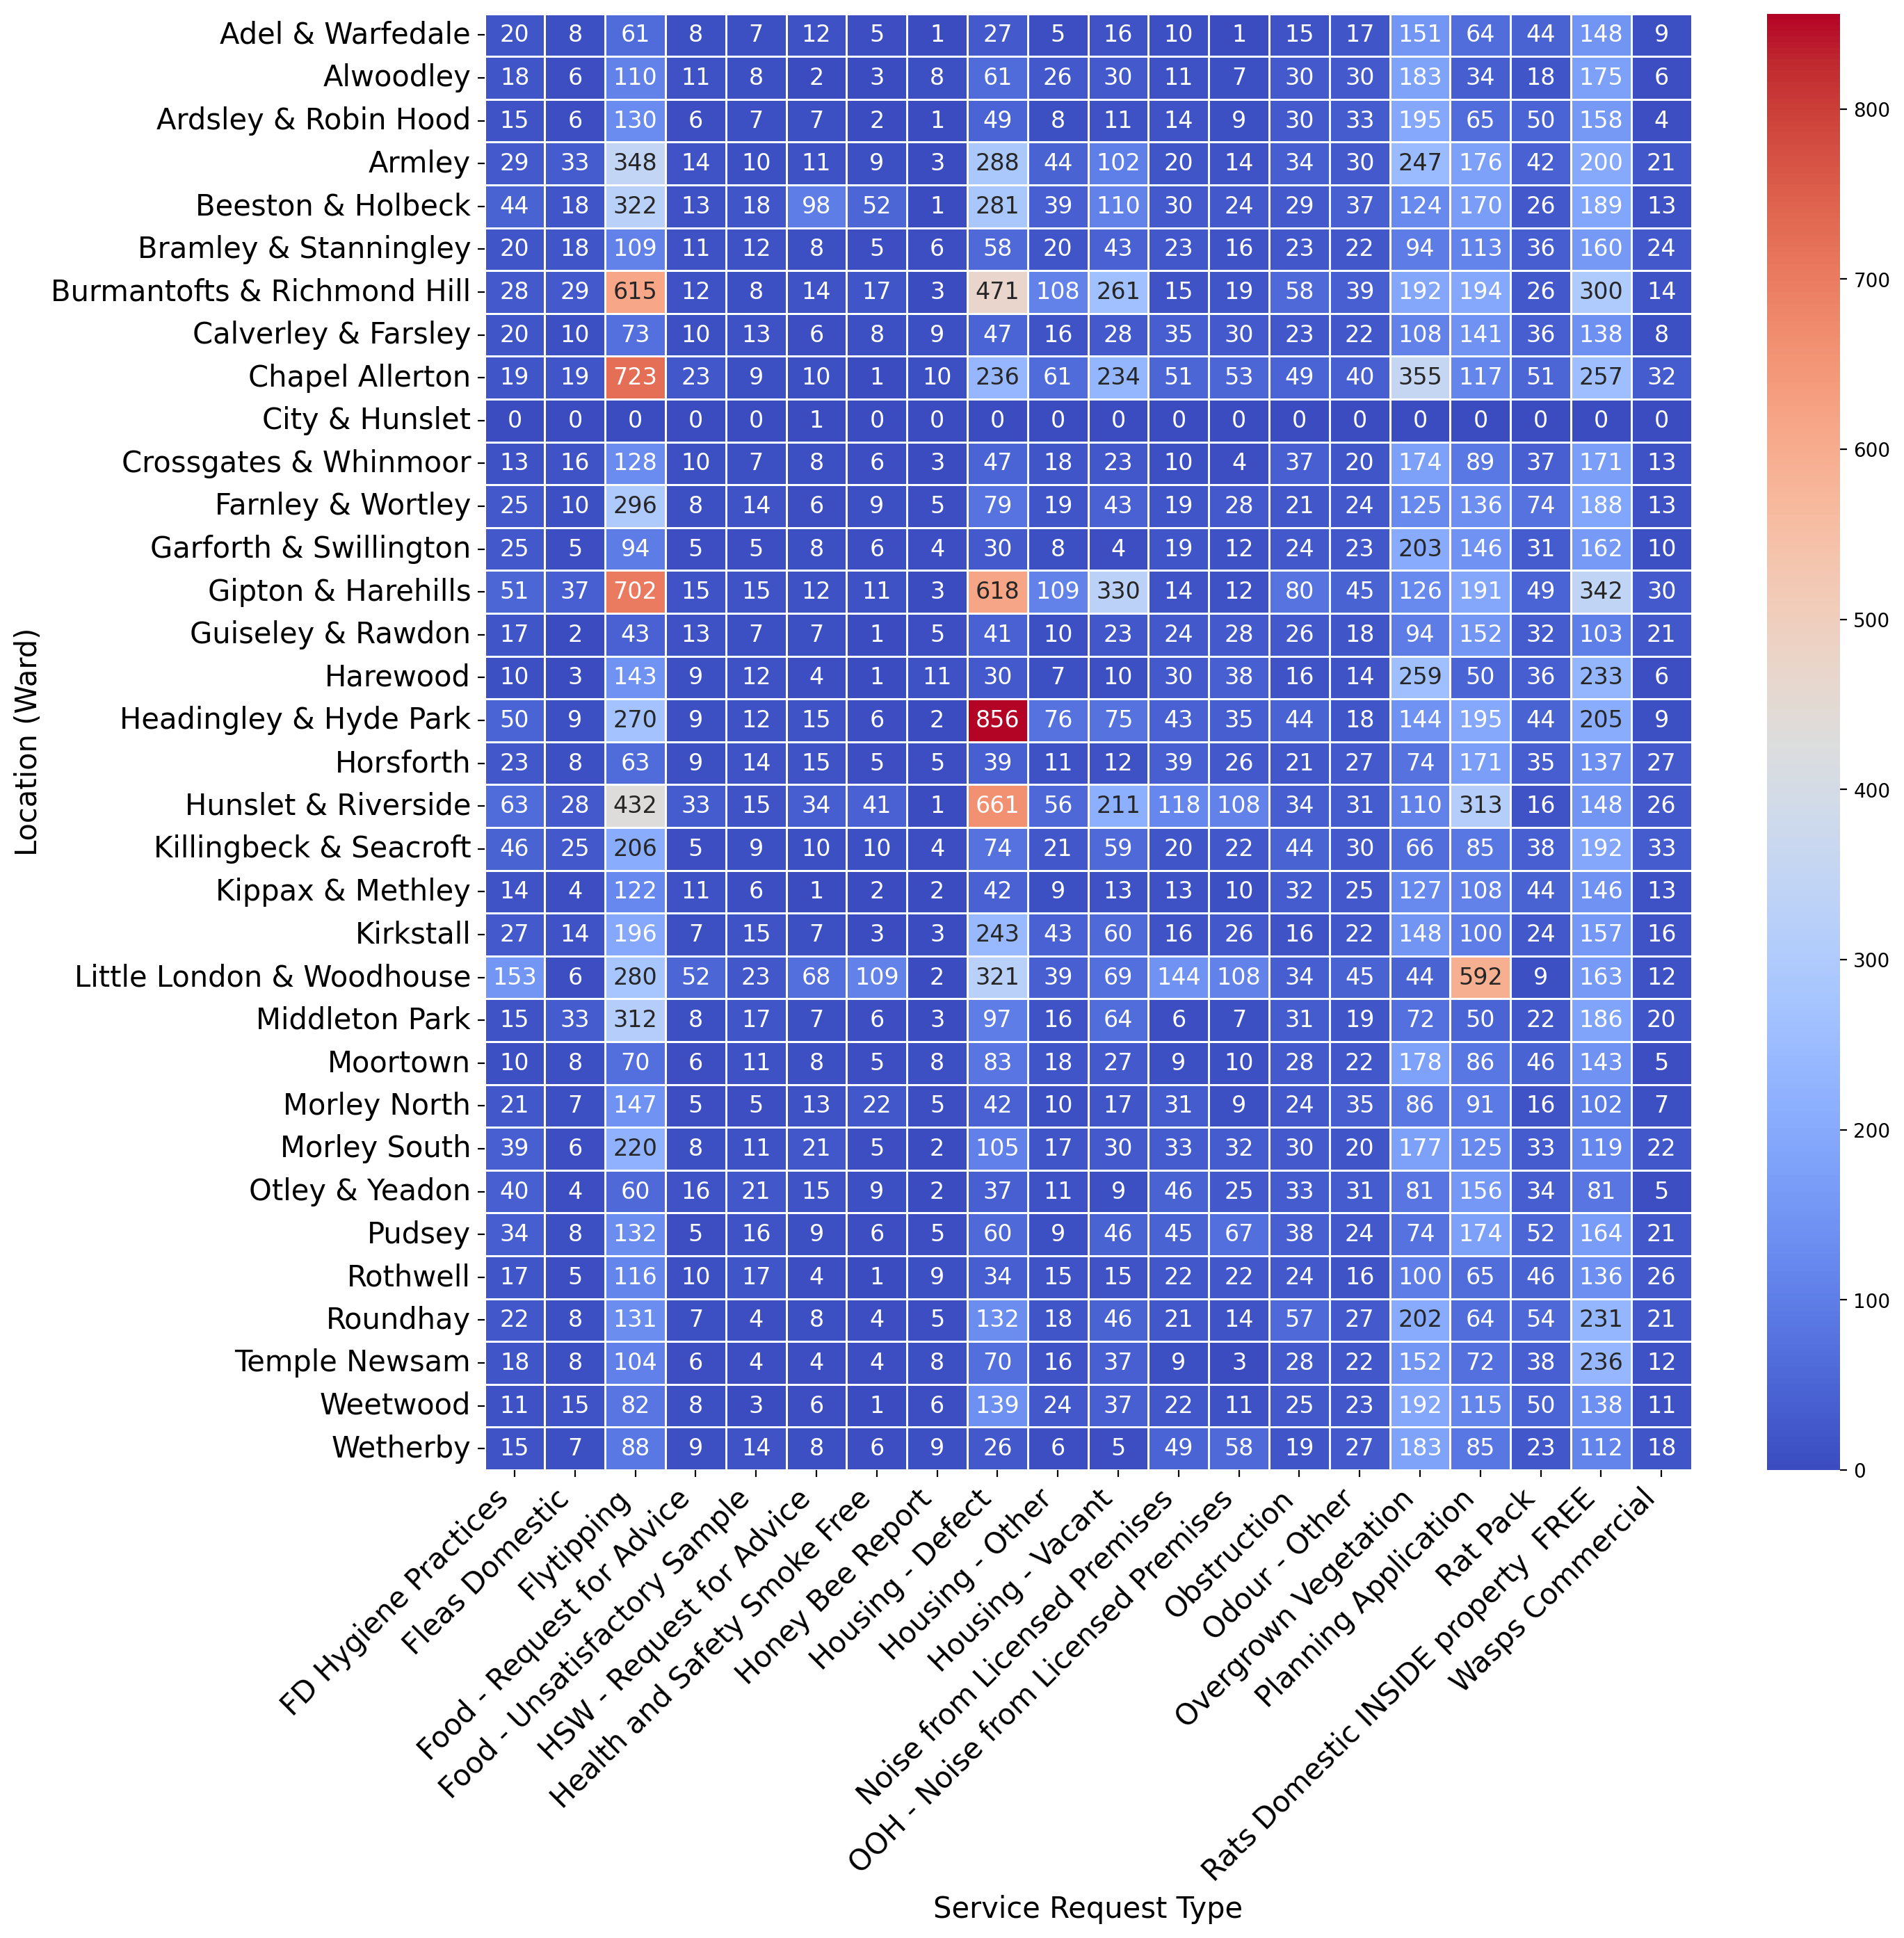 Adel & Warfedale 20 8 61 8 7 12 5 1 27 5 16 10 1 15 17 151 64 44 148 9
Alwoodley 18 6 110 11 8 2 3 8 61 26 30 11 7 30 30 183 34 18 175 6
Ardsley & Robin Hood 15 6 130 6 7 7 2 1 49 8 11 14 9 30 33 195 65 50 158 4
Armley 29 33 348 14 10 11 9 3 288 44 102 20 14 34 30 247 176 42 200 21
Beeston & Holbeck 44 18 322 13 18 98 52 1 281 39 110 30 24 29 37 124 170 26 189 13
Bramley & Stanningley 20 18 109 11 12 8 5 6 58 20 43 23 16 23 22 94 113 36 160 24
Burmantofts & Richmond Hill 28 29 615 12 8 14 17 3 471 108 261 15 19 58 39 192 194 26 300 14
Calverley & Farsley 20 10 73 10 13 6 8 9 47 16 28 35 30 23 22 108 141 36 138 8
Chapel Allerton 19 19 723 23 9 10 1 10 236 61 234 51 53 49 40 355 117 51 257 32
City & Hunslet 0 0 0 0 0 1 0 0 0 0 0 0 0 0 0 0 0 0 0 0
Crossgates & Whinmoor 13 16 128 10 7 8 6 3 47 18 23 10 4 37 20 174 89 37 171 13
Farnley & Wortley 25 10 296 8 14 6 9 5 79 19 43 19 28 21 24 125 136 74 188 13
Garforth & Swillington 25 5 94 5 5 8 6 4 30 8 4 19 12 24 23 203 146 31 162 10
Gipton & Harehills 51 37 702 15 15 12 11 3 618 109 330 14 12 80 45 126 191 49 342 30
Guiseley & Rawdon 17 2 43 13 7 7 1 5 41 10 23 24 28 26 18 94 152 32 103 21
Harewood 10 3 143 9 12 4 1 11 30 7 10 30 38 16 14 259 50 36 233 6
Headingley & Hyde Park 50 9 270 9 12 15 6 2 856 76 75 43 35 44 18 144 195 44 205 9
Horsforth 23 8 63 9 14 15 5 5 39 11 12 39 26 21 27 74 171 35 137 27
Hunslet & Riverside 63 28 432 33 15 34 41 1 661 56 211 118 108 34 31 110 313 16 148 26
Killingbeck & Seacroft 46 25 206 5 9 10 10 4 74 21 59 20 22 44 30 66 85 38 192 33
Kippax & Methley 14 4 122 11 6 1 2 2 42 9 13 13 10 32 25 127 108 44 146 13
Kirkstall 27 14 196 7 15 7 3 3 243 43 60 16 26 16 22 148 100 24 157 16
Little London & Woodhouse 153 6 280 52 23 68 109 2 321 39 69 144 108 34 45 44 592 9 163 12
Middleton Park 15 33 312 8 17 7 6 3 97 16 64 6 7 31 19 72 50 22 186 20
Moortown 10 8 70 6 11 8 5 8 83 18 27 9 10 28 22 178 86 46 143 5
Morley North 21 7 147 5 5 13 22 5 42 10 17 31 9 24 35 86 91 16 102 7
Morley South 39 6 220 8 11 21 5 2 105 17 30 33 32 30 20 177 125 33 119 22
Otley & Yeadon 40 4 60 16 21 15 9 2 37 11 9 46 25 33 31 81 156 34 81 5
Pudsey 34 8 132 5 16 9 6 5 60 9 46 45 67 38 24 74 174 52 164 21
Rothwell 17 5 116 10 17 4 1 9 34 15 15 22 22 24 16 100 65 46 136 26
Roundhay 22 8 131 7 4 8 4 5 132 18 46 21 14 57 27 202 64 54 231 21
Temple Newsam 18 8 104 6 4 4 4 8 70 16 37 9 3 28 22 152 72 38 236 12
Weetwood 11 15 82 8 3 6 1 6 139 24 37 22 11 25 23 192 115 50 138 11
Wetherby 15 7 88 9 14 8 6 9 26 6 5 49 58 19 27 183 85 23 112 18
Location (Ward)
FD Hygiene Practices
Fleas Domestic
Flytipping
Food - Request for Advice
Food - Unsatisfactory Sample
HSW - Request for Advice
Health and Safety Smoke Free
Honey Bee Report
Housing - Defect
Housing - Other
Housing - Vacant
Noise from Licensed Premises
OOH - Noise from Licensed Premises
Obstruction
Odour - Other
Overgrown Vegetation
Planning Application
Rat Pack
Rats Domestic INSIDE property  FREE
Wasps Commercial
Service Request Type
800
700
600
500
400
300
200
100
0